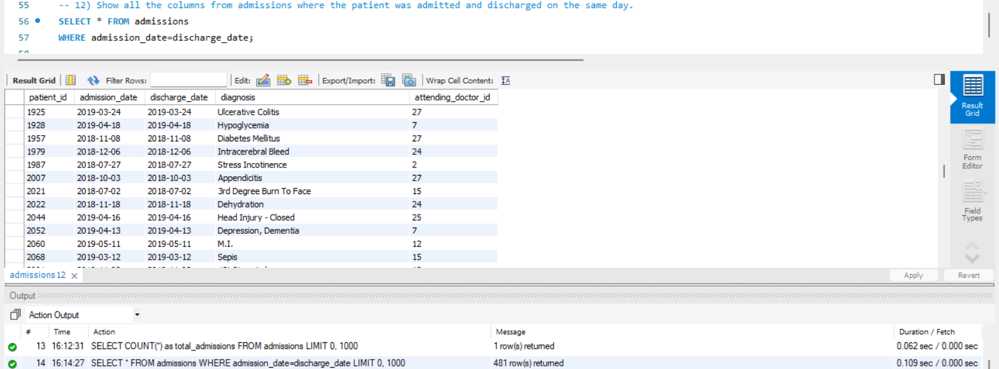 55 -- 12) Show all the columns from admissions where the patient was admitted and discharged on the same day.
56 SELECT * FROM admissions
57 WHERE admission_date=discharge_date;
Result Grid Filter Rows: Edit: Export/Import: Wrap Cell Content:
patient_id admission_date discharge_date diagnosis attending_doctor_id
1925 2019-03-24 2019-03-24 Ulcerative Colitis 27
1928 2019-04-18 2019-04-18 Hypoglycemia 7
1957 2018-11-08 2018-11-08 Diabetes Mellitus 27
1979 2018-12-06 2018-12-06 Intracerebral Bleed 24
1987 2018-07-27 2018-07-27 Stress Incotinence 2
2007 2018-10-03 2018-10-03 Appendicitis 27
2021 2018-07-02 2018-07-02 3rd Degree Burn To Face 15
2022 2018-11-18 2018-11-18 Dehydration 24
2044 2019-04-16 2019-04-16 Head Injury - Closed 25
2052 2019-04-13 2019-04-13 Depression, Dementia 7
2060 2019-05-11 2019-05-11 M.I. 12
2068 2019-03-12 2019-03-12 Sepis 15
Result
Grid
Form
Editor
Field
Types
admissions 12
Apply Revert
Output
Action Output
# Time Action Message Duration / Fetch
13 16:12:31 SELECT COUNT(*) as total_admissions FROM admissions LIMIT 0, 1000 1 row(s) returned 0.062 sec / 0.000 sec
14 16:14:27 SELECT * FROM admissions WHERE admission_date=discharge_date LIMIT 0, 1000 481 row(s) returned 0.109 sec / 0.000 sec